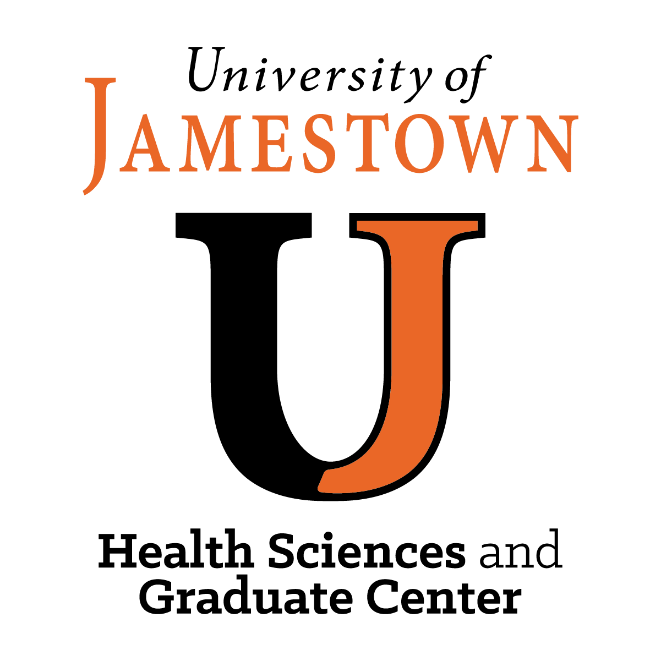 University of
JAMESTOWN
UJ
Health Sciences and
Graduate Center